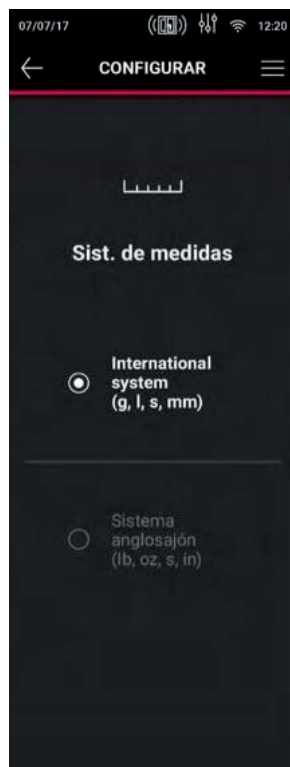 07/07/17 12:20
CONFIGURAR
Sist. de medidas
International
system
(g, l, s, mm)
Sistema
anglosajón
(lb, oz, s, in)